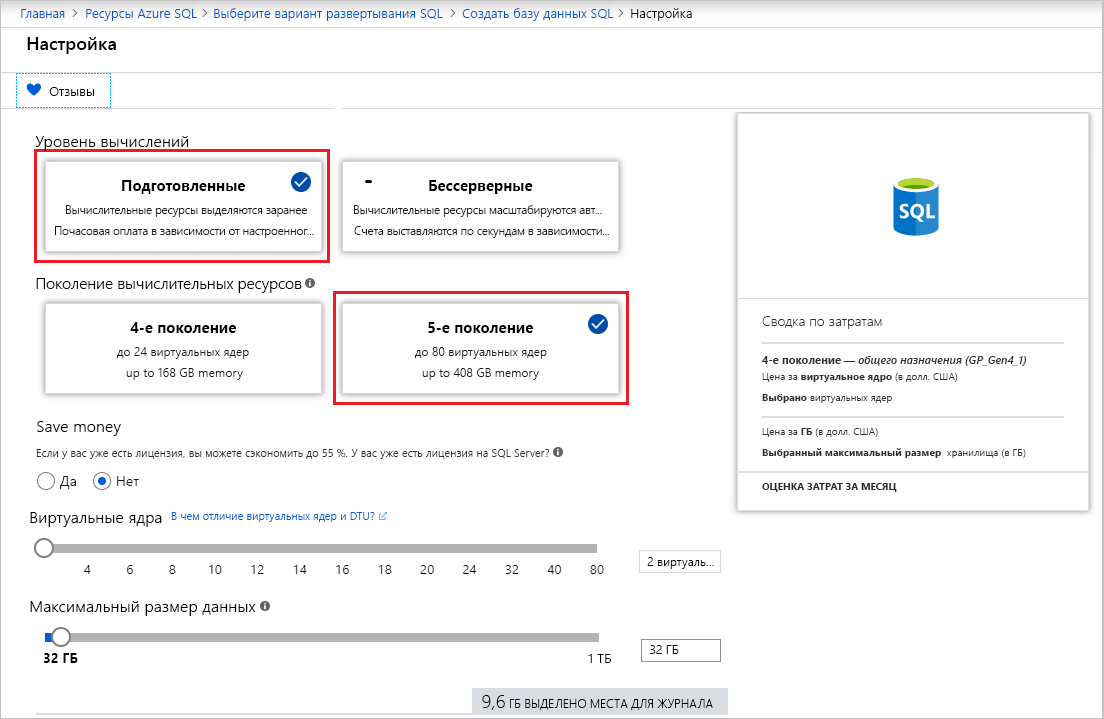 Главная > Ресурсы Azure SQL > Выберите вариант развертывания SQL > Создать базу данных SQL > Настройка
Настройка
Отзывы
Уровень вычислений
Подготовленные
Вычислительные ресурсы выделяются заранее
Почасовая оплата в зависимости от настроенног...
Бессерверные
Вычислительные ресурсы масштабируются авт...
Счета выставляются по секундам в зависимости...
Поколение вычислительных ресурсов
4-е поколение
до 24 виртуальных ядер
up to 168 GB memory
5-е поколение
до 80 виртуальных ядер
up to 408 GB memory
Save money
Если у вас уже есть лицензия, вы можете сэкономить до 55 %. У вас уже есть лицензия на SQL Server?
Да Нет
Виртуальные ядра В чем отличие виртуальных ядер и DTU?
4 6 8 10 12 14 16 18 20 24 32 40 80
2 виртуаль...
Максимальный размер данных
32 ГБ 1 ТБ
32 ГБ
9,6 ГБ ВЫДЕЛЕНО МЕСТА ДЛЯ ЖУРНАЛА
SQL
Сводка по затратам
4-е поколение — общего назначения (GP_Gen4_1)
Цена за виртуальное ядро (в долл. США)
Выбрано виртуальных ядер
Цена за ГБ (в долл. США)
Выбранный максимальный размер хранилища (в ГБ)
ОЦЕНКА ЗАТРАТ ЗА МЕСЯЦ